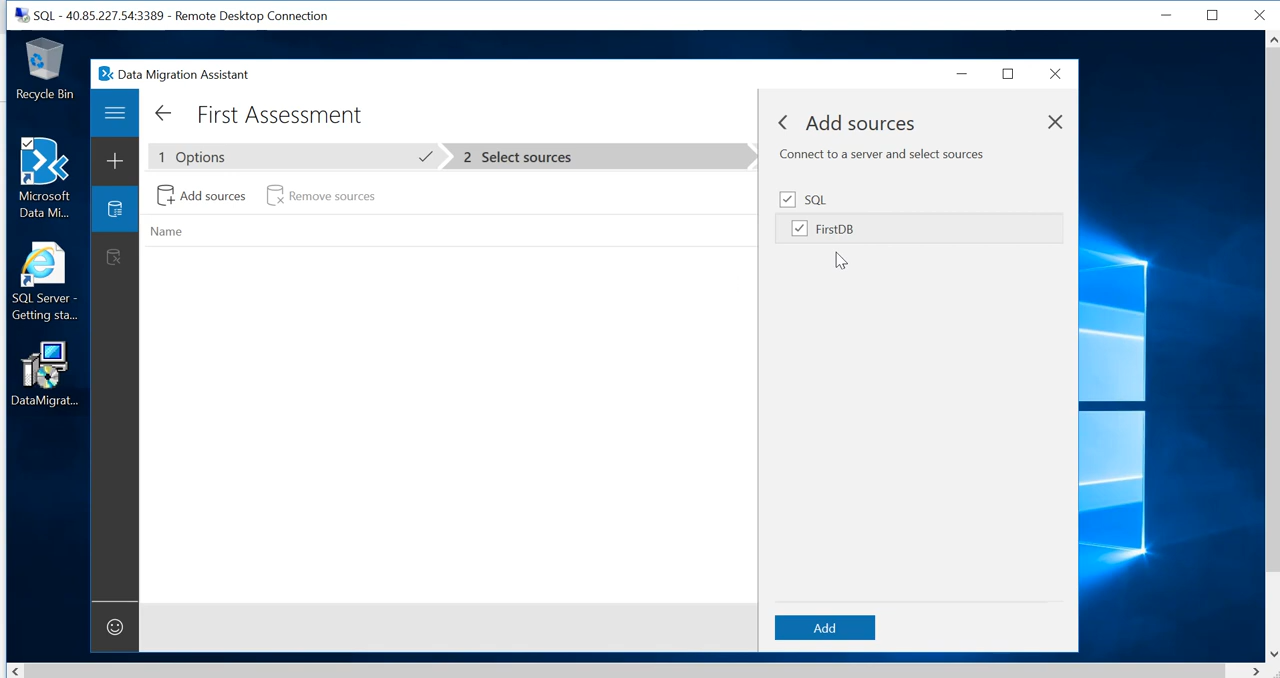 SQL - 40.85.227.54:3389 - Remote Desktop Connection
Recycle Bin
Microsoft
Data Mi...
SQL Server -
Getting sta...
DataMigrat...
Data Migration Assistant
First Assessment
1 Options
2 Select sources
Add sources
Remove sources
Name
Add sources
Connect to a server and select sources
SQL
FirstDB
Add